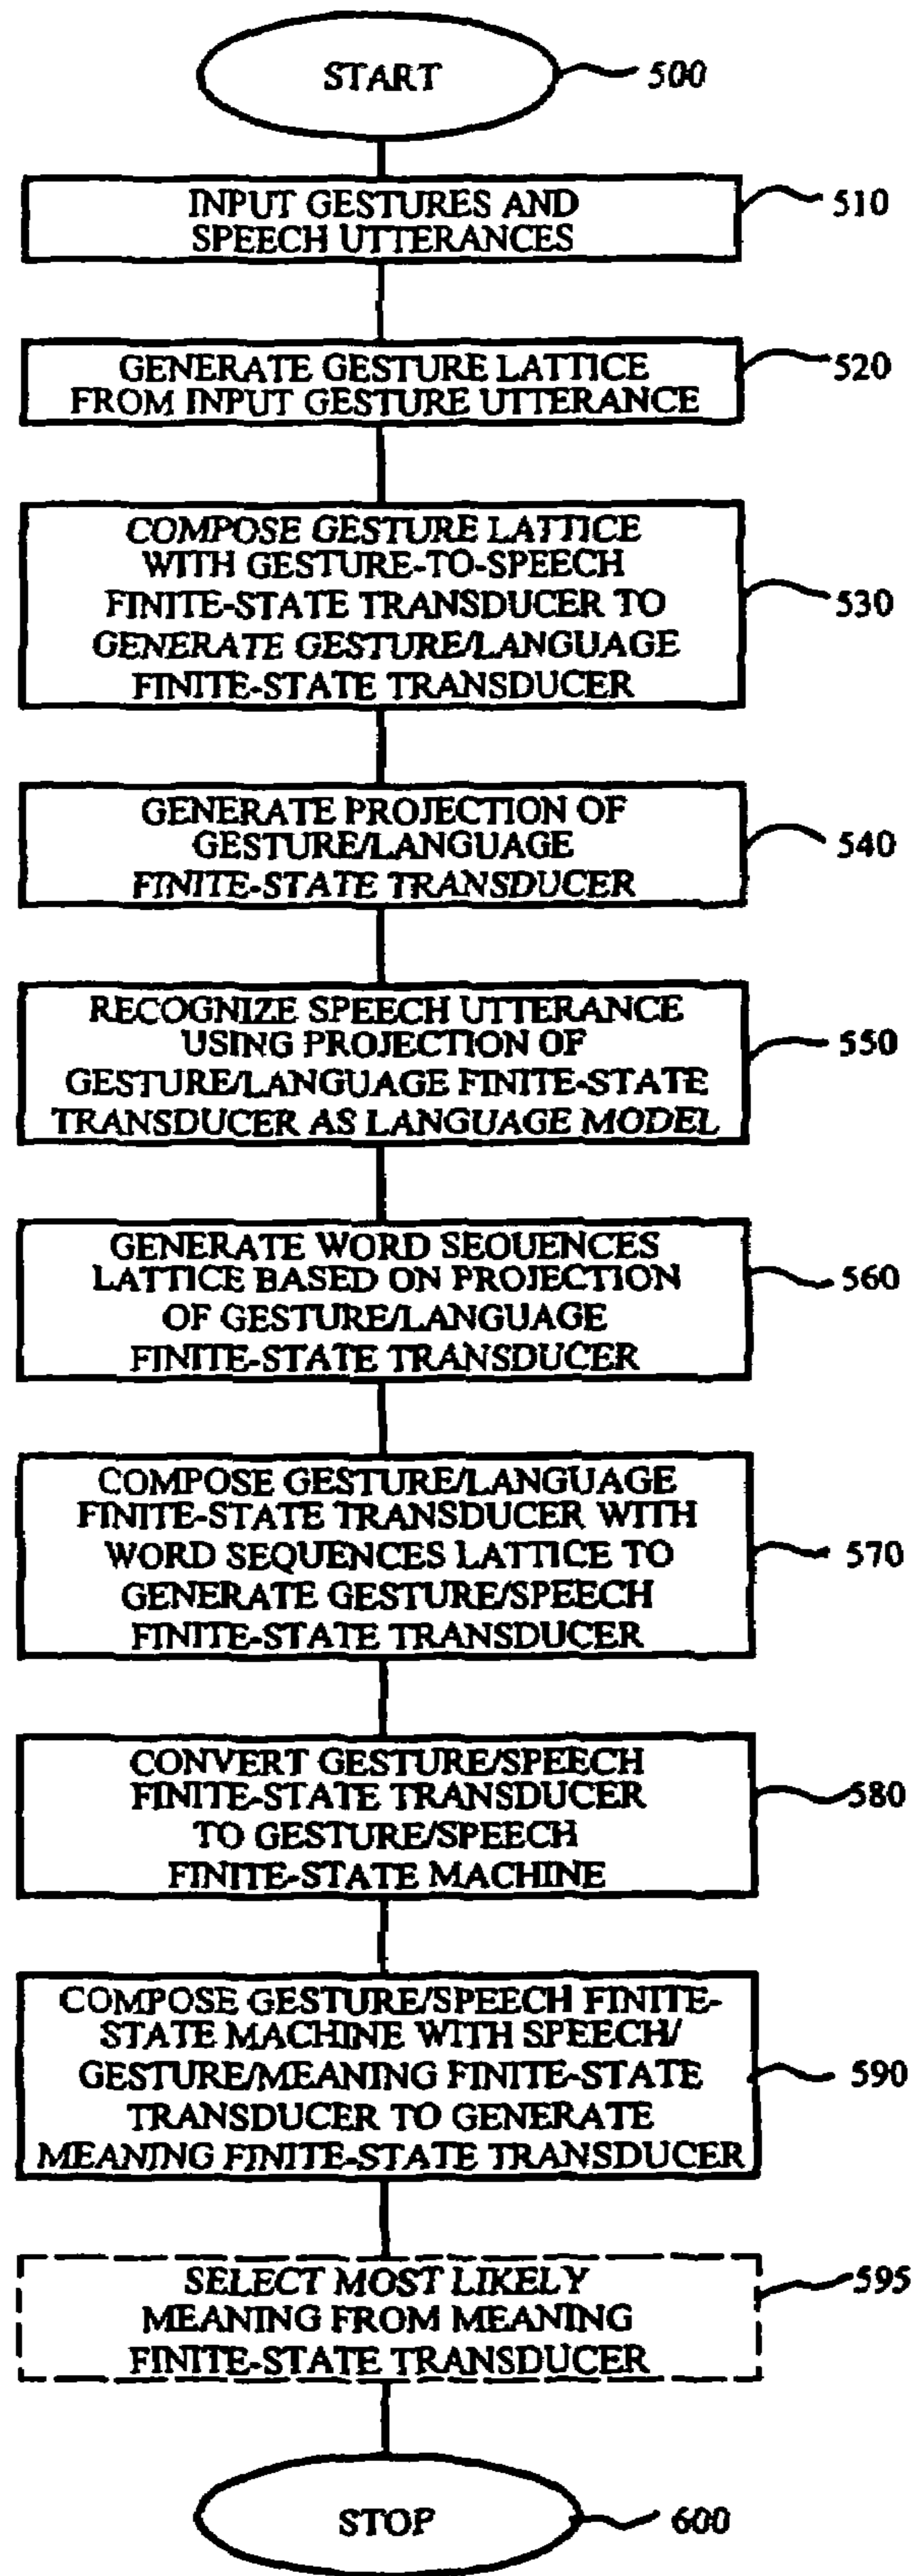 START
500
INPUT GESTURES AND
SPEECH UTTERANCES
510
GENERATE GESTURE LATTICE
FROM INPUT GESTURE UTTERANCE
520
COMPOSE GESTURE LATTICE
WITH GESTURE-TO-SPEECH
FINITE-STATE TRANSDUCER TO
GENERATE GESTURE/LANGUAGE
FINITE-STATE TRANSDUCER
530
GENERATE PROJECTION OF
GESTURE/LANGUAGE
FINITE-STATE TRANSDUCER
540
RECOGNIZE SPEECH UTTERANCE
USING PROJECTION OF
GESTURE/LANGUAGE FINITE-STATE
TRANSDUCER AS LANGUAGE MODEL
550
GENERATE WORD SEQUENCES
LATTICE BASED ON PROJECTION
OF GESTURE/LANGUAGE
FINITE-STATE TRANSDUCER
560
COMPOSE GESTURE/LANGUAGE
FINITE-STATE TRANSDUCER WITH
WORD SEQUENCES LATTICE TO
GENERATE GESTURE/SPEECH
FINITE-STATE TRANSDUCER
570
CONVERT GESTURE/SPEECH
FINITE-STATE TRANSDUCER
TO GESTURE/SPEECH
FINITE-STATE MACHINE
580
COMPOSE GESTURE/SPEECH FINITE-
STATE MACHINE WITH SPEECH/
GESTURE/MEANING FINITE-STATE
TRANSDUCER TO GENERATE
MEANING FINITE-STATE TRANSDUCER
590
SELECT MOST LIKELY
MEANING FROM MEANING
FINITE-STATE TRANSDUCER
595
STOP
600